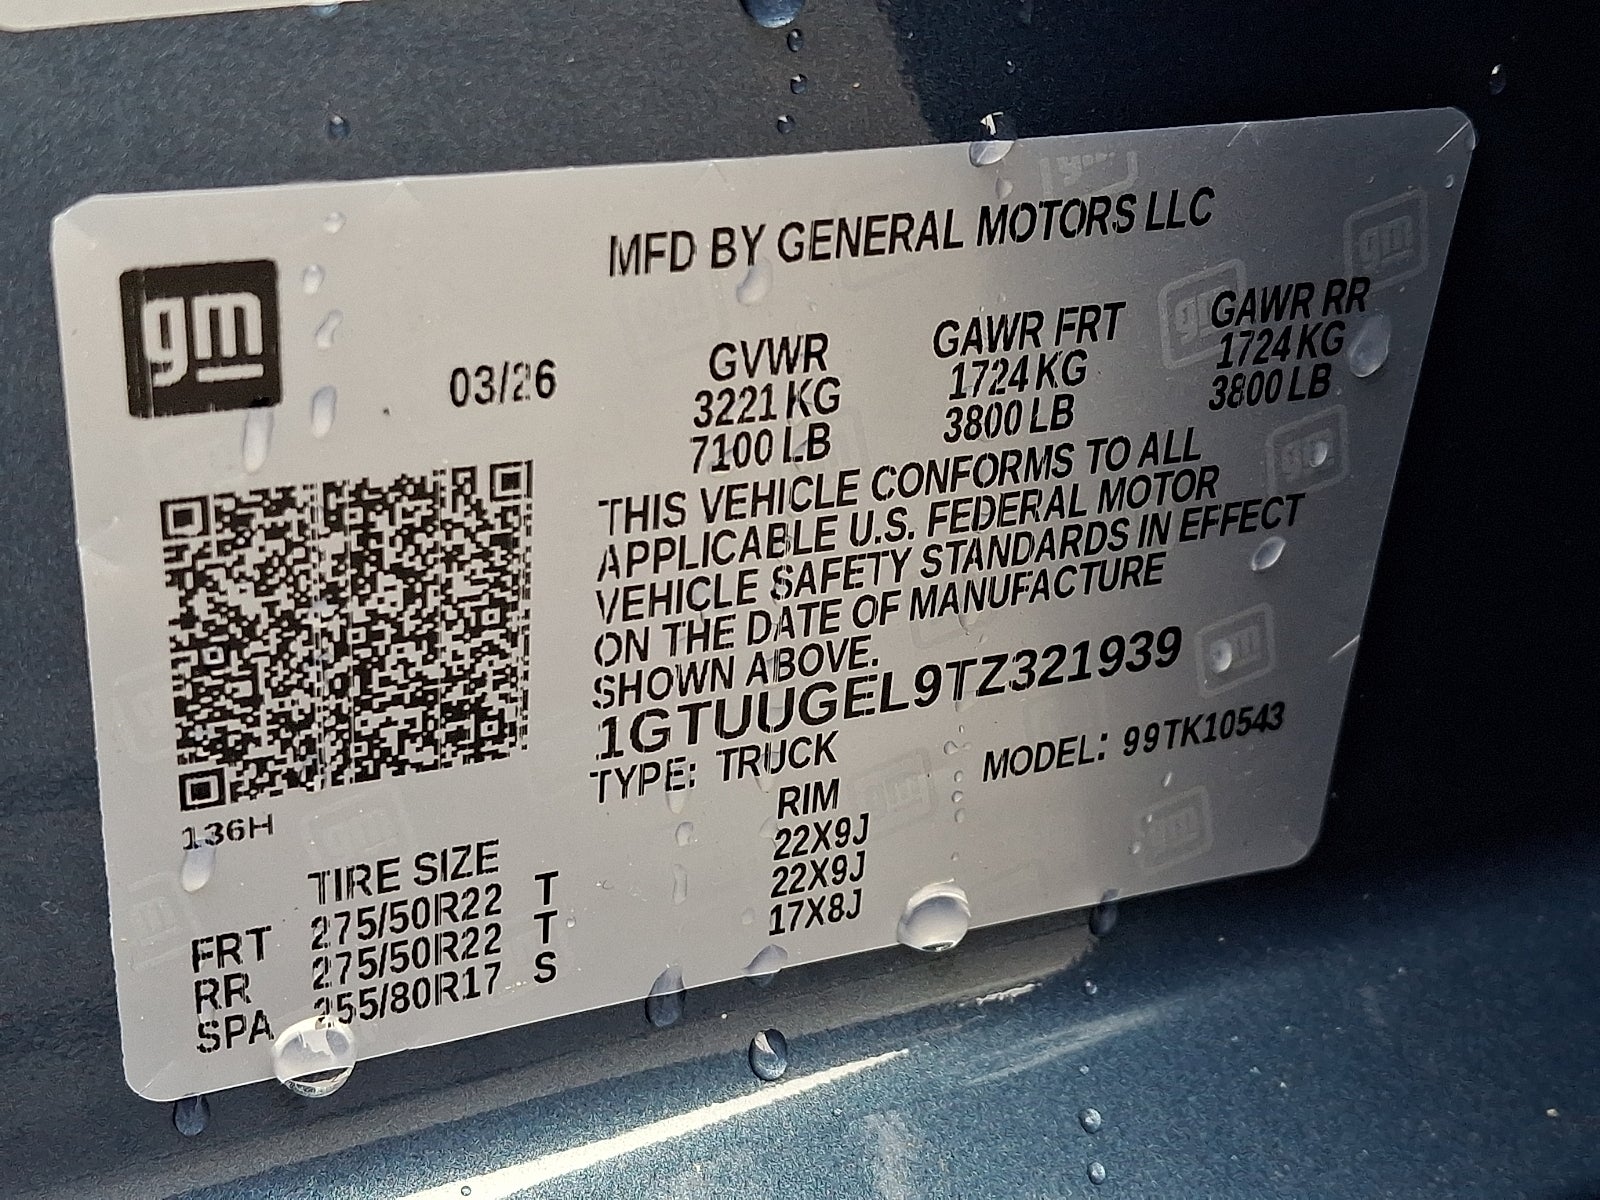 MFD BY GENERAL MOTORS LLC
gm
03/26
GVWR GAWR FRT GAWR RR
3221 KG 1724 KG 1724 KG
7100 LB 3800 LB 3800 LB
THIS VEHICLE CONFORMS TO ALL
APPLICABLE U.S. FEDERAL MOTOR
VEHICLE SAFETY STANDARDS IN EFFECT
ON THE DATE OF MANUFACTURE
SHOWN ABOVE.
1GTUUGEL9TZ321939
TYPE: TRUCK MODEL: 99TK10543
136H
TIRE SIZE RIM
FRT 275/50R22 T 22X9J
RR 275/50R22 T 22X9J
SPA 255/80R17 S 17X8J